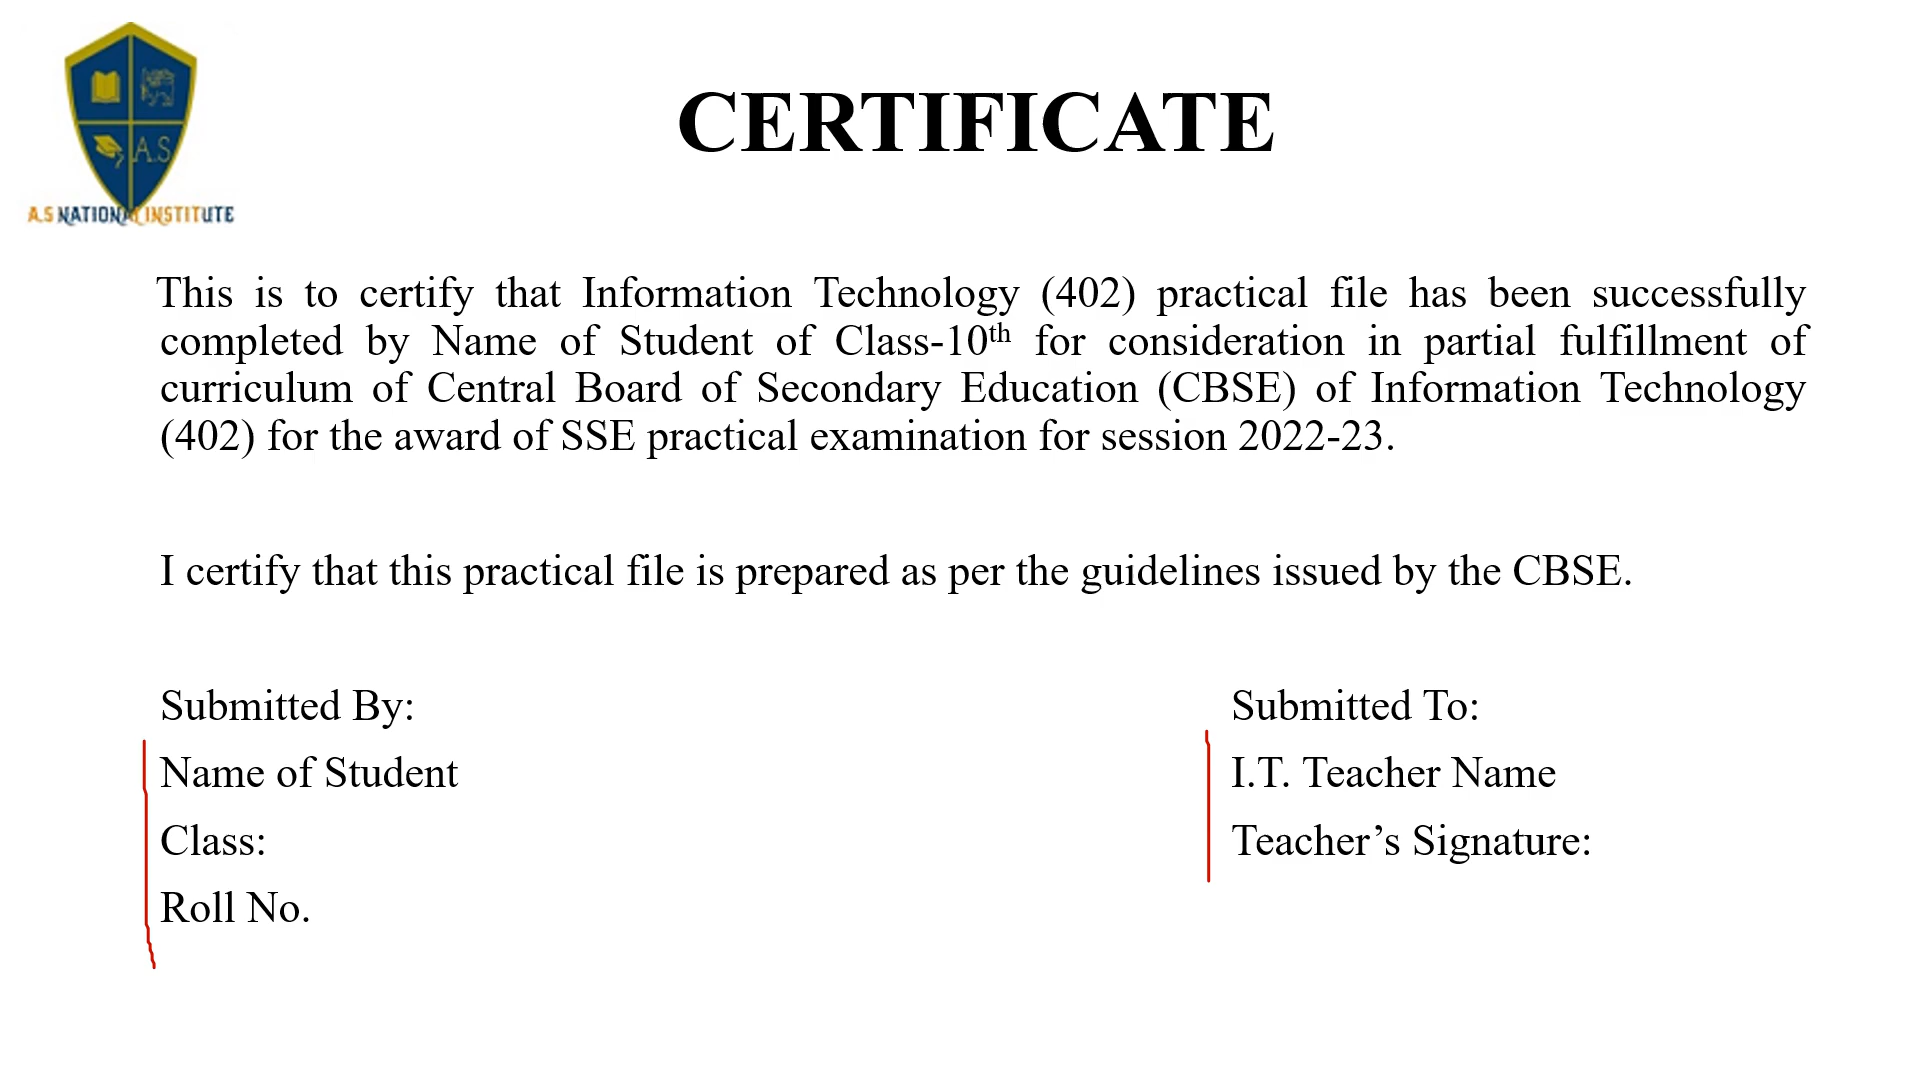 A.S
A.S NATIONAL INSTITUTE
CERTIFICATE
This is to certify that Information Technology (402) practical file has been successfully
completed by Name of Student of Class-10th for consideration in partial fulfillment of
curriculum of Central Board of Secondary Education (CBSE) of Information Technology
(402) for the award of SSE practical examination for session 2022-23.
I certify that this practical file is prepared as per the guidelines issued by the CBSE.
Submitted By:
Name of Student
Class:
Roll No.
Submitted To:
I.T. Teacher Name
Teacher’s Signature: